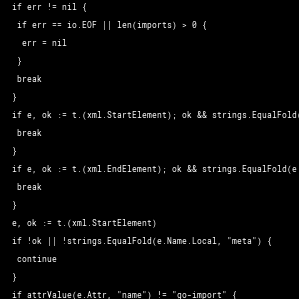 if err != nil {
if err == io.EOF || len(imports) > 0 {
err = nil
}
break
}
if e, ok := t.(xml.StartElement); ok && strings.EqualFold(
break
}
if e, ok := t.(xml.EndElement); ok && strings.EqualFold(e
break
}
e, ok := t.(xml.StartElement)
if !ok || !strings.EqualFold(e.Name.Local, "meta") {
continue
}
if attrValue(e.Attr, "name") != "go-import" {